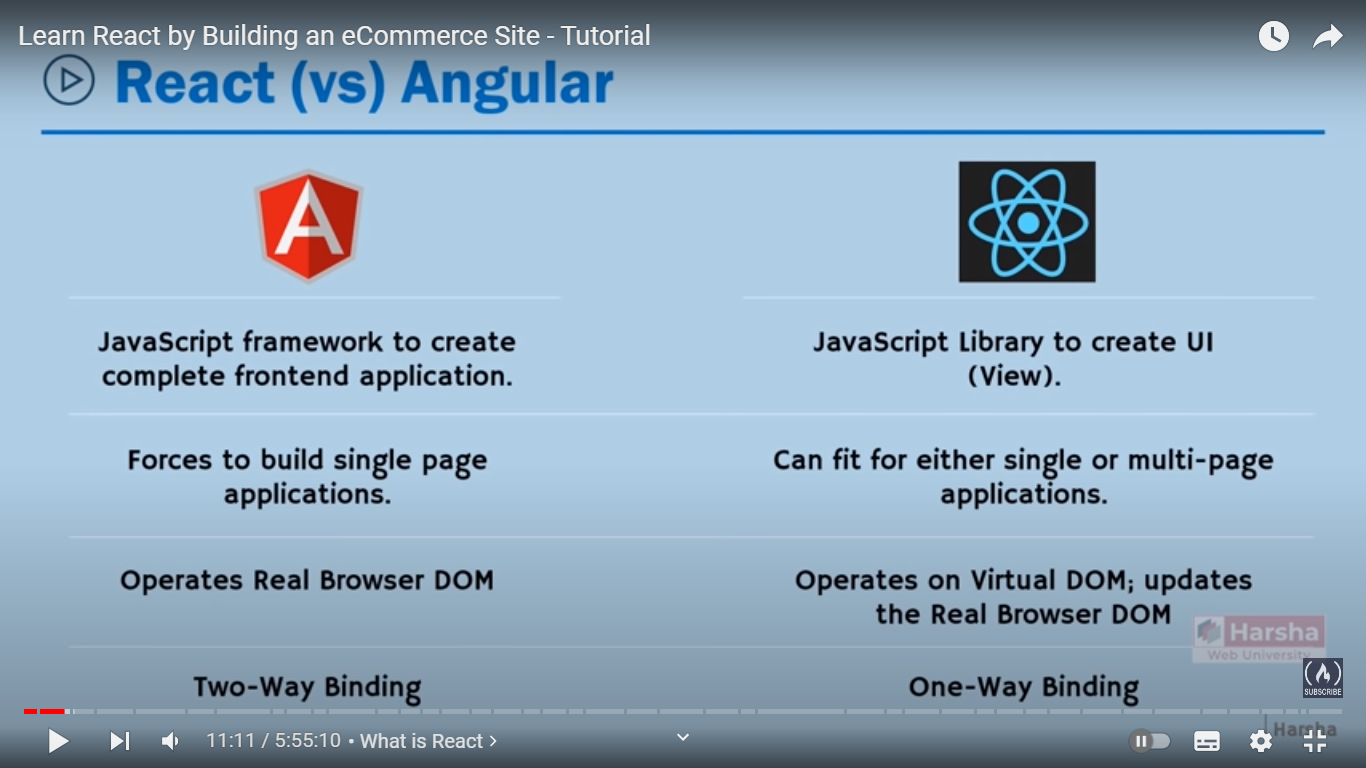 Learn React by Building an eCommerce Site - Tutorial
React (vs) Angular
JavaScript framework to create
complete frontend application.
JavaScript Library to create UI
(View).
Forces to build single page
applications.
Can fit for either single or multi-page
applications.
Operates Real Browser DOM
Operates on Virtual DOM; updates
the Real Browser DOM
Harsha
Web University
SUBSCRIBE
Two-Way Binding
One-Way Binding
11:11 / 5:55:10 • What is React
Harsha